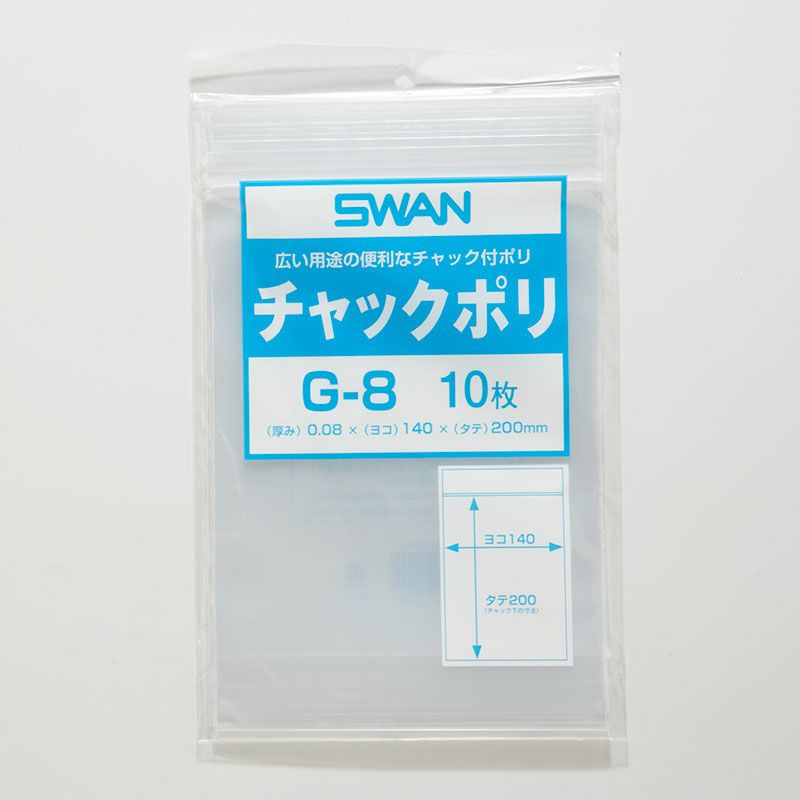 SWAN
広い用途の便利なチャック付ポリ
チャックポリ
G-8 10枚
(厚み) 0.08 × (ヨコ) 140 × (タテ) 200mm
ヨコ140
タテ200
(チャック下の寸法)